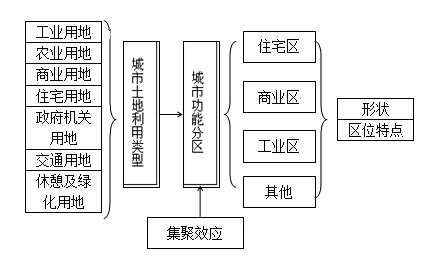 工业用地
农业用地
商业用地
住宅用地
政府机关
用地
交通用地
休憩及绿
化用地
城市土地利用类型
城市功能分区
住宅区
商业区
工业区
其他
形状
区位特点
集聚效应